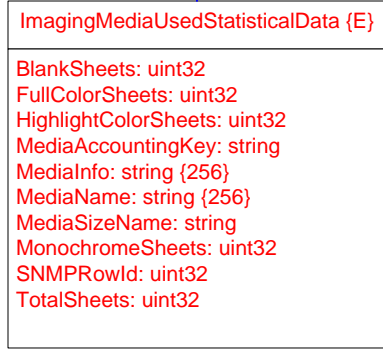 ImagingMediaUsedStatisticalData {E}
BlankSheets: uint32
FullColorSheets: uint32
HighlightColorSheets: uint32
MediaAccountingKey: string
MediaInfo: string {256}
MediaName: string {256}
MediaSizeName: string
MonochromeSheets: uint32
SNMPRowId: uint32
TotalSheets: uint32